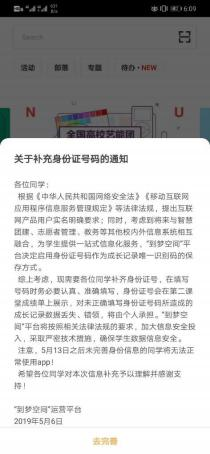 6:09
Search
活动
部落
专题
待办•NEW
N
U
全国高校艺能团
关于补充身份证号码的通知
各位同学：
根据《中华人民共和国网络安全法》《移动互联网
应用程序信息服务管理规定》等法律法规，提出互联
网产品用户实名明确要求；同时，考虑到将来与智慧
团建、志愿者管理、教务等其他校内外信息系统相互
融合，为学生提供一站式信息化服务，“到梦空间”平
台决定启用身份证号码作为成长记录唯一识别码的保
存方式。
综上考虑，现需要各位同学补齐身份证号，在填写
号码时务必要认真、准确填写，身份证号会在第二课
堂成绩单上展示，对未正确填写身份证号码所造成的
成长记录数据丢失、错领，将由个人承担。“到梦空
间”平台将按照相关法律法规的要求，加大信息安全投
入，采取严密技术措施，确保学生数据信息安全。
注意，5月13日之后未完善身份信息的同学将无法正
常使用app！
希望各位同学对本次信息补充予以理解并感谢支
持！
“到梦空间”运营平台
2019年5月6日
去完善